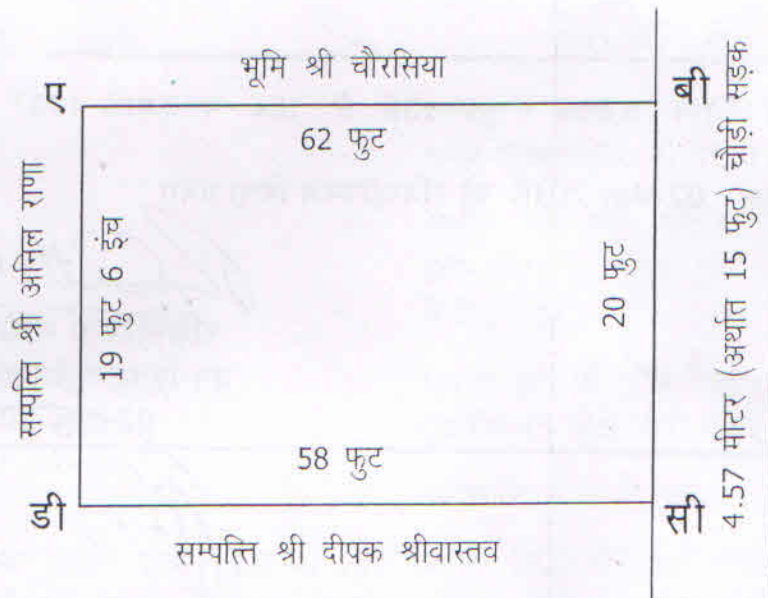 भूमि श्री चौरसिया
ए
बी
62 फुट
सम्पत्ति श्री अनिल राणा
19 फुट 6 इंच
20 फुट
4.57 मीटर (अर्थात 15 फुट) चौड़ी सड़क
58 फुट
डी
सी
सम्पत्ति श्री दीपक श्रीवास्तव